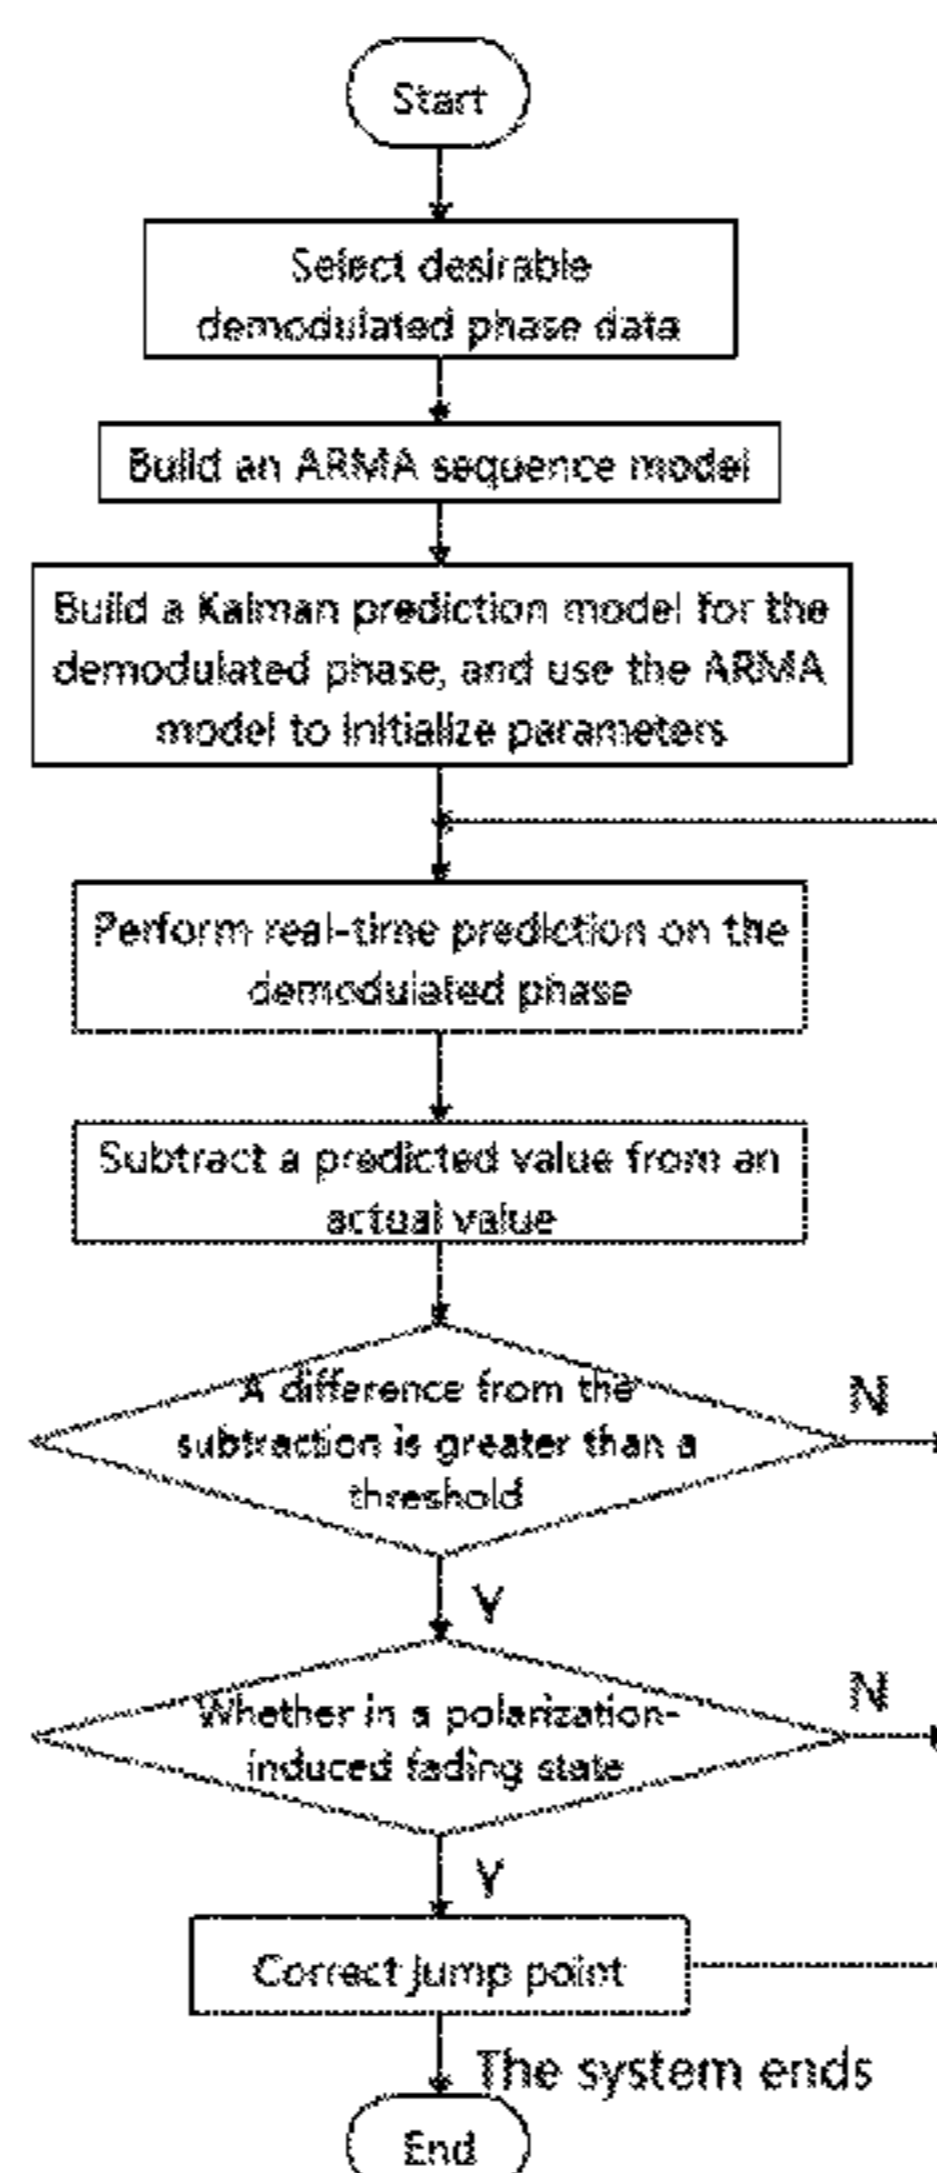 Start
Select desirable
demodulated phase data
Build an ARMA sequence model
Build a Kalman prediction model for the
demodulated phase, and use the ARMA
model to initialize parameters
Perform real-time prediction on the
demodulated phase
Subtract a predicted value from an
actual value
A difference from the
subtraction is greater than a
threshold
N
Y
Whether in a polarization-
induced fading state
N
Y
Correct jump point
The system ends
End